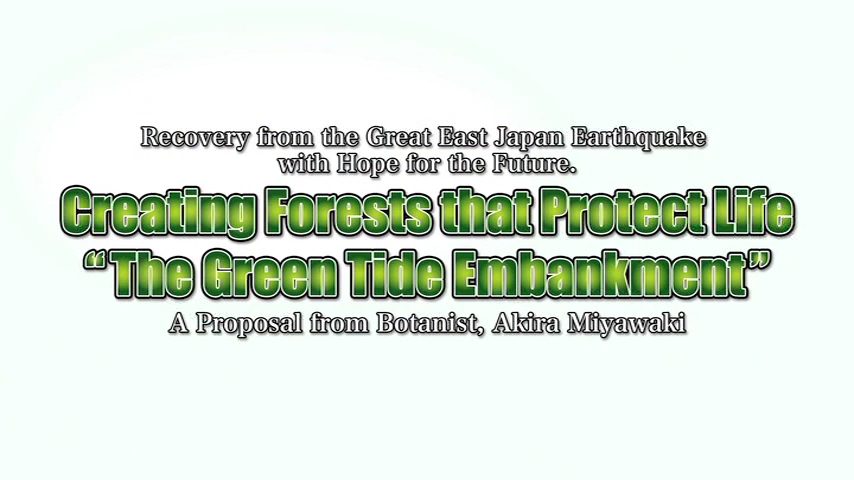 Recovery from the Great East Japan Earthquake
with Hope for the Future.
Creating Forests that Protect Life
“The Green Tide Embankment”
A Proposal from Botanist, Akira Miyawaki